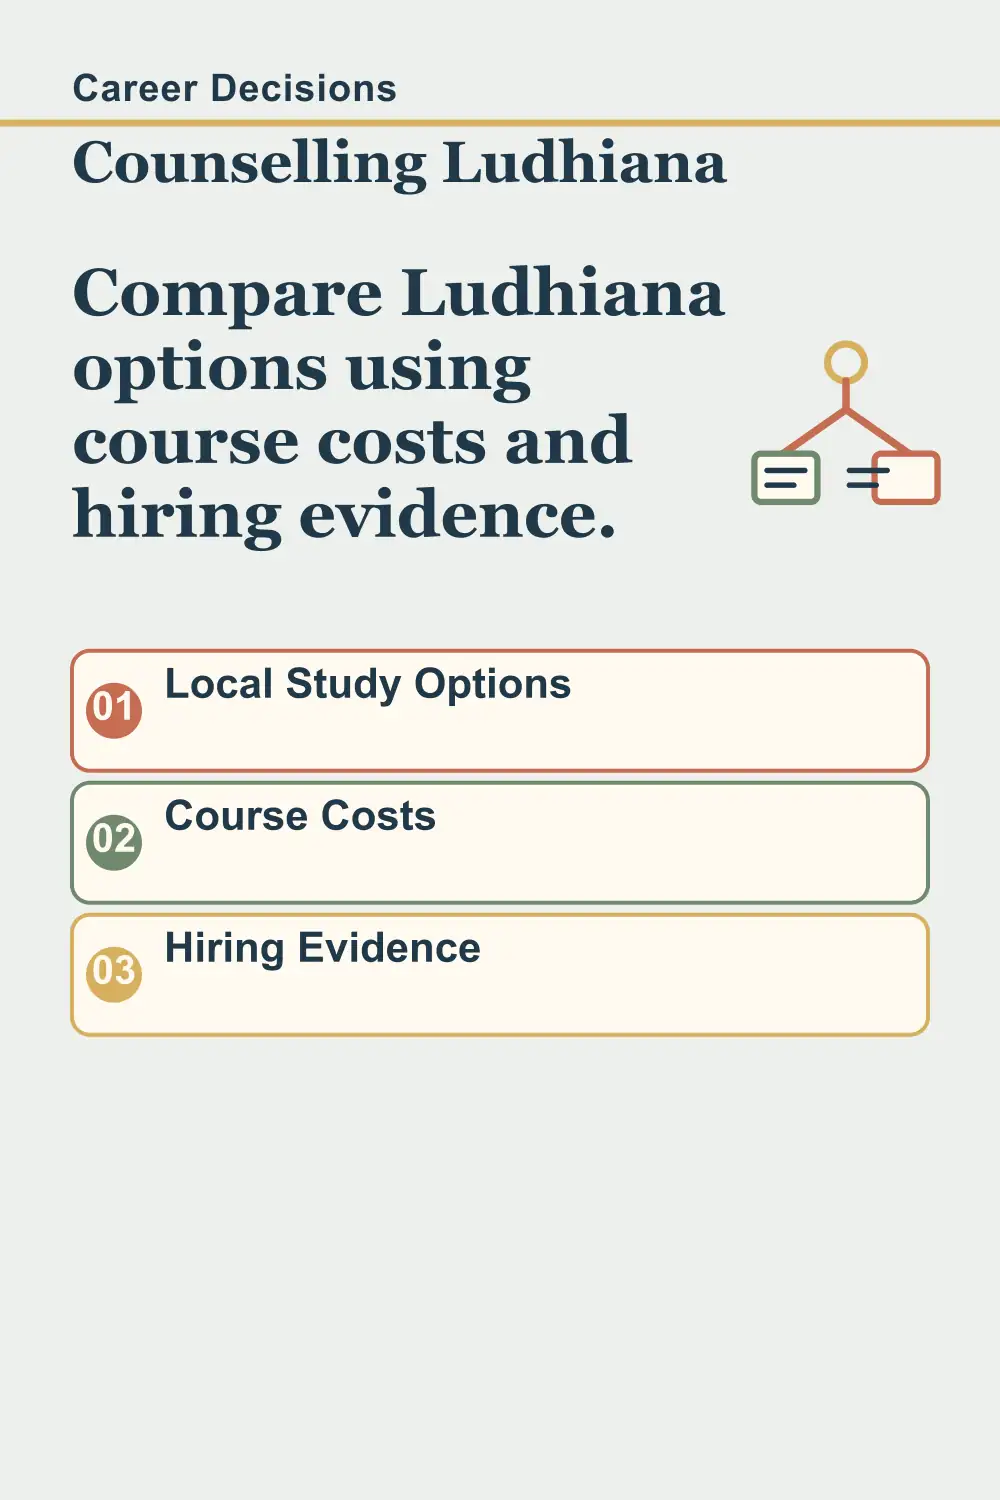 Career Decisions
Counselling Ludhiana
Compare Ludhiana
options using
course costs and
hiring evidence.
01 Local Study Options
02 Course Costs
03 Hiring Evidence